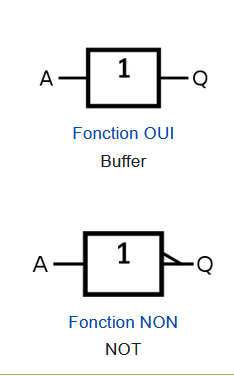 A 1 Q
Fonction OUI
Buffer
A 1 Q
Fonction NON
NOT